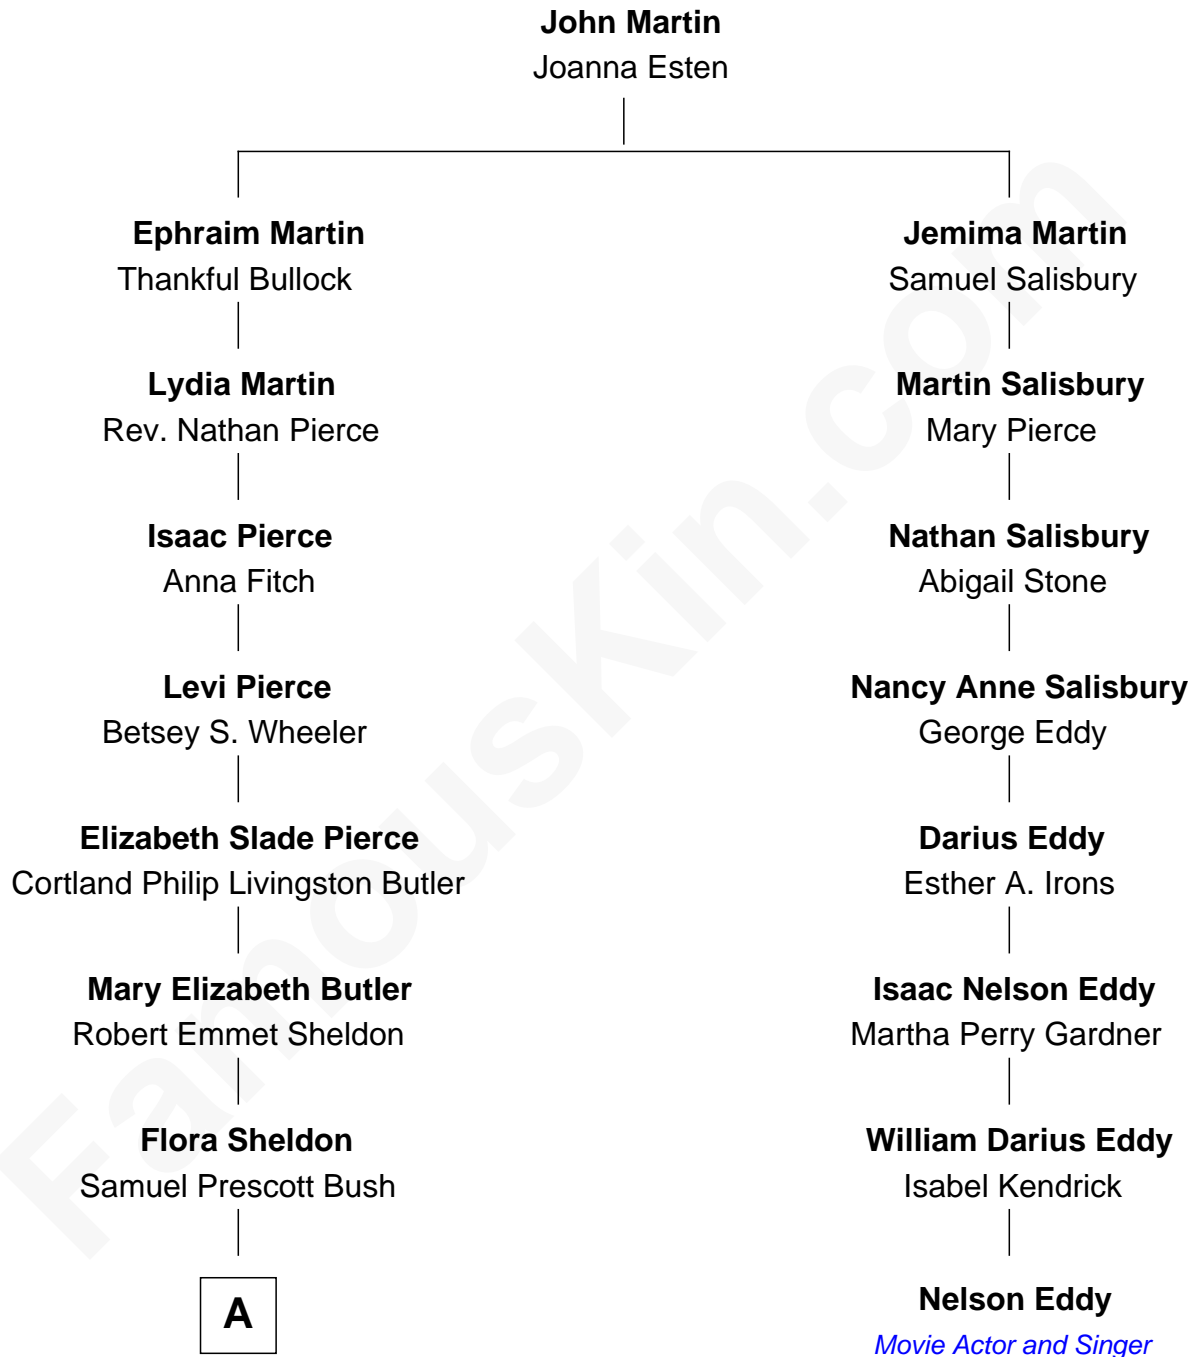 John Martin
Joanna Esten
Ephraim Martin
Thankful Bullock
Jemima Martin
Samuel Salisbury
Lydia Martin
Rev. Nathan Pierce
Martin Salisbury
Mary Pierce
Isaac Pierce
Anna Fitch
Nathan Salisbury
Abigail Stone
Levi Pierce
Betsey S. Wheeler
Nancy Anne Salisbury
George Eddy
Elizabeth Slade Pierce
Cortland Philip Livingston Butler
Darius Eddy
Esther A. Irons
Mary Elizabeth Butler
Robert Emmet Sheldon
Isaac Nelson Eddy
Martha Perry Gardner
Flora Sheldon
Samuel Prescott Bush
William Darius Eddy
Isabel Kendrick
A
Nelson Eddy
Movie Actor and Singer
FamousKin.com